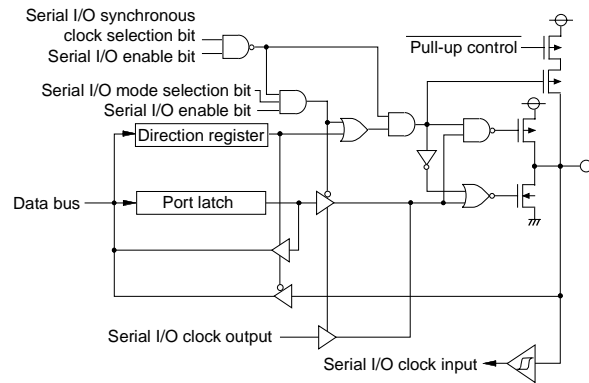 Serial I/O synchronous
clock selection bit
Serial I/O enable bit
Pull-up control
Serial I/O mode selection bit
Serial I/O enable bit
Direction register
Data bus
Port latch
Serial I/O clock output
Serial I/O clock input